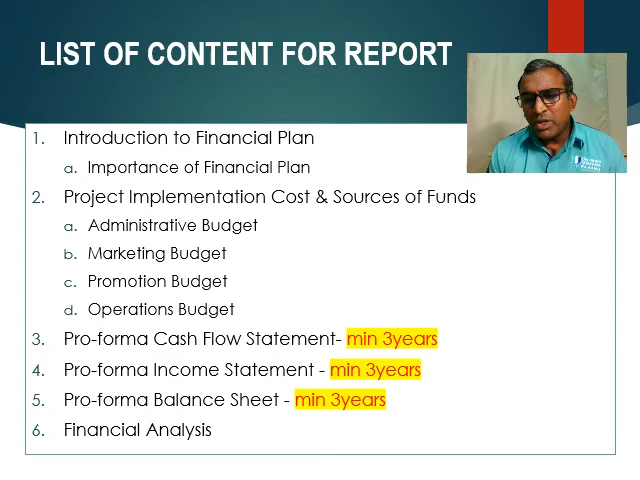 LIST OF CONTENT FOR REPORT
1. Introduction to Financial Plan
a. Importance of Financial Plan
2. Project Implementation Cost & Sources of Funds
a. Administrative Budget
b. Marketing Budget
c. Promotion Budget
d. Operations Budget
3. Pro-forma Cash Flow Statement- min 3years
4. Pro-forma Income Statement - min 3years
5. Pro-forma Balance Sheet - min 3years
6. Financial Analysis